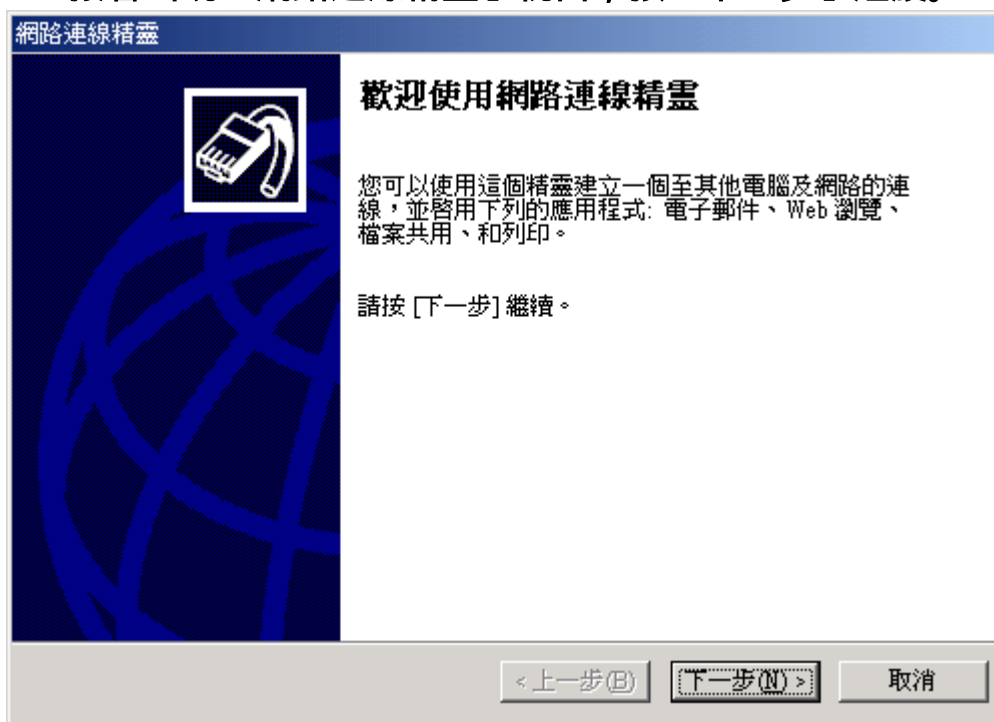 網路連線精靈
歡迎使用網路連線精靈
您可以使用這個精靈建立一個至其他電腦及網路的連
線，並啓用下列的應用程式: 電子郵件、Web 瀏覽、
檔案共用、和列印。
請按 [下一步] 繼續。
< 上一步(B)
下一步(N) >
取消